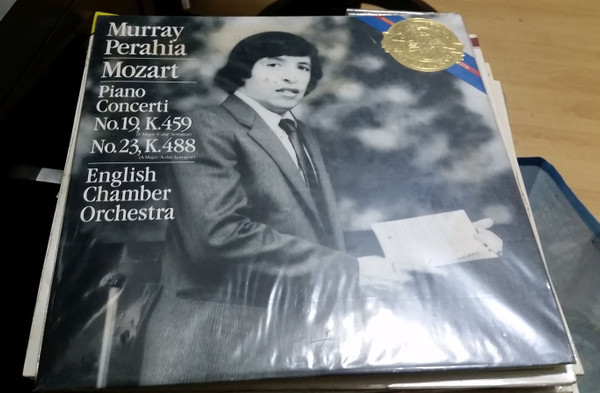 Murray
Perahia
Mozart
Piano
Concerti
No.19, K.459
No.23, K.488
English
Chamber
Orchestra